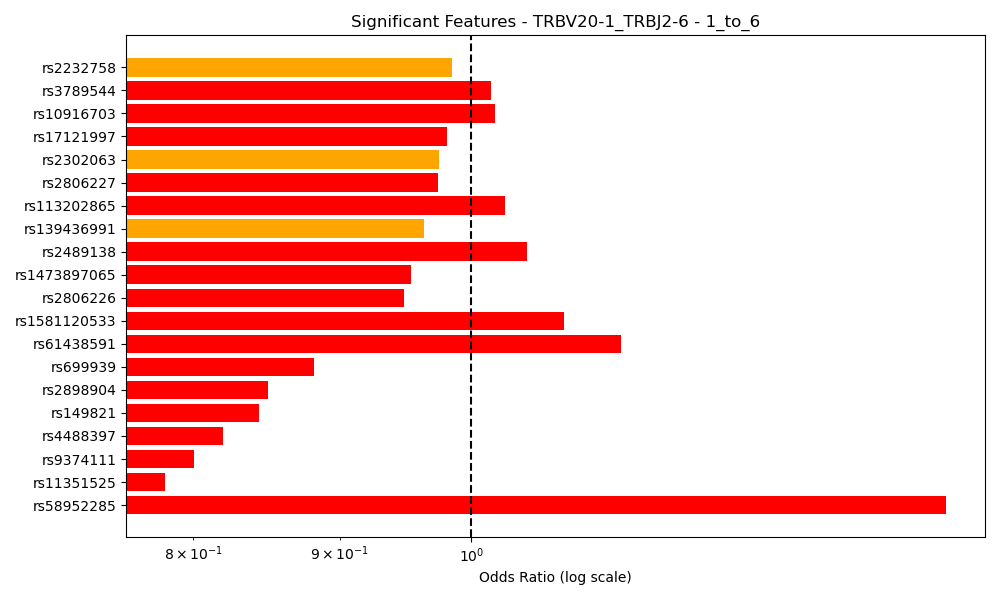 Significant Features - TRBV20-1_TRBJ2-6 - 1_to_6
rs2232758
rs3789544
rs10916703
rs17121997
rs2302063
rs2806227
rs113202865
rs139436991
rs2489138
rs1473897065
rs2806226
rs1581120533
rs61438591
rs699939
rs2898904
rs149821
rs4488397
rs9374111
rs11351525
rs58952285
8 × 10⁻¹ 9 × 10⁻¹ 10⁰
Odds Ratio (log scale)